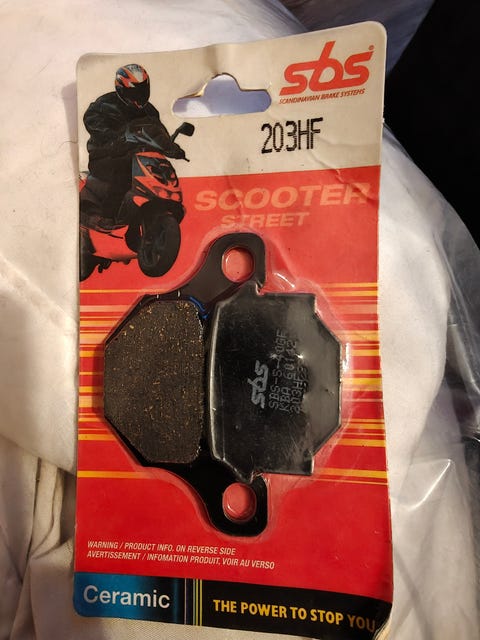 sbs
SCANDINAVIAN BRAKE SYSTEMS
203HF
SCOOTER
STREET
sbs
203HF
WARNING / PRODUCT INFO. ON REVERSE SIDE
AVERTISSEMENT / INFOMATION PRODUIT, VOIR AU VERSO
Ceramic
THE POWER TO STOP YOU